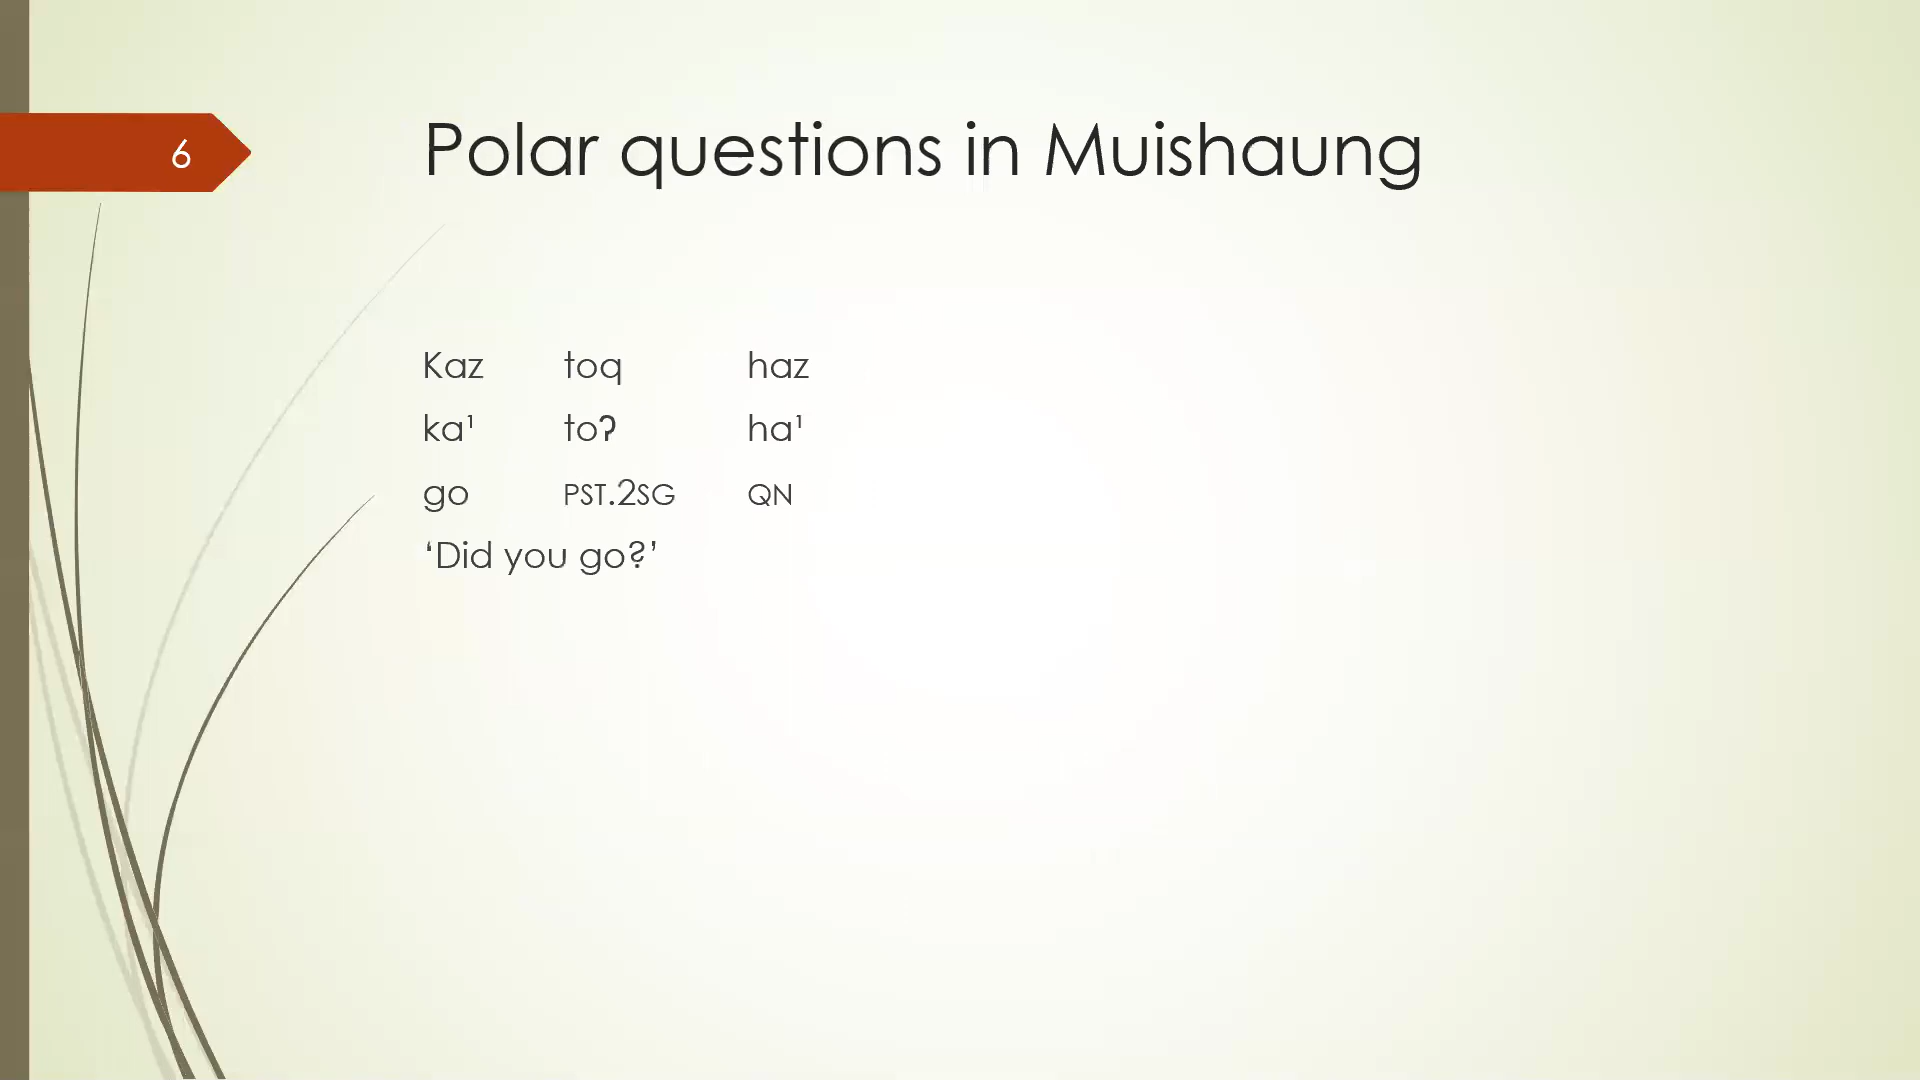 6
Polar questions in Muishaung
Kaz toq haz
ka¹ toʔ ha¹
go PST.2SG QN
‘Did you go?’